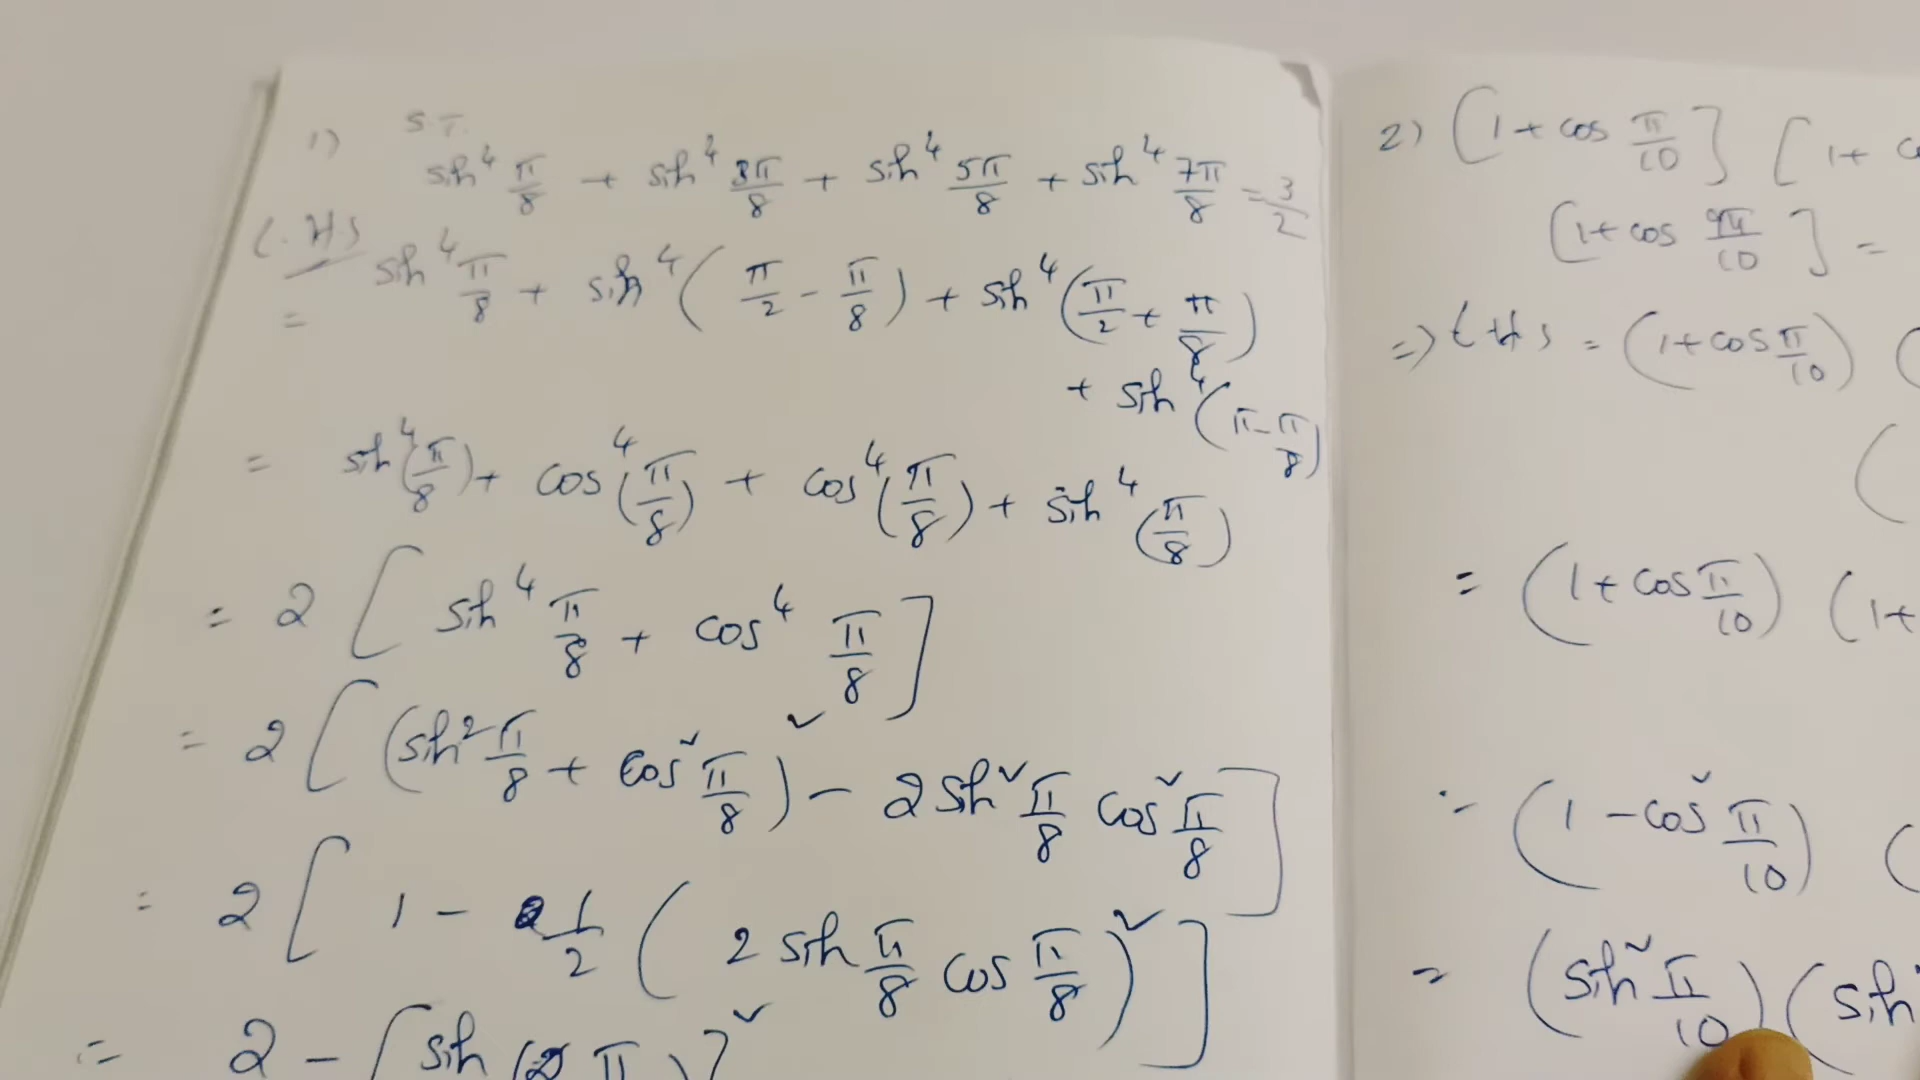 1) S.T.
sin⁴ π/8 + sin⁴ 3π/8 + sin⁴ 5π/8 + sin⁴ 7π/8 = 3/2
L.H.S
= sin⁴ π/8 + sin⁴ ( π/2 - π/8 ) + sin⁴ ( π/2 + π/8 )
+ sin⁴ ( π - π/8 )
= sin⁴ ( π/8 ) + cos⁴ ( π/8 ) + cos⁴ ( π/8 ) + sin⁴ ( π/8 )
= 2 [ sin⁴ π/8 + cos⁴ π/8 ]
= 2 [ ( sin² π/8 + cos² π/8 )² - 2 sin² π/8 cos² π/8 ]
= 2 [ 1 - 1/2 ( 2 sin π/8 cos π/8 )² ]
= 2 - [ sin ( 2 π
2) [ 1 + cos π/10 ] [ 1 +
[ 1 + cos 9π/10 ] =
=) LHS = ( 1 + cos π/10 ) (
(
= ( 1 + cos π/10 ) ( 1 +
= ( 1 - cos² π/10 ) (
= ( sin² π/10 ) ( sin